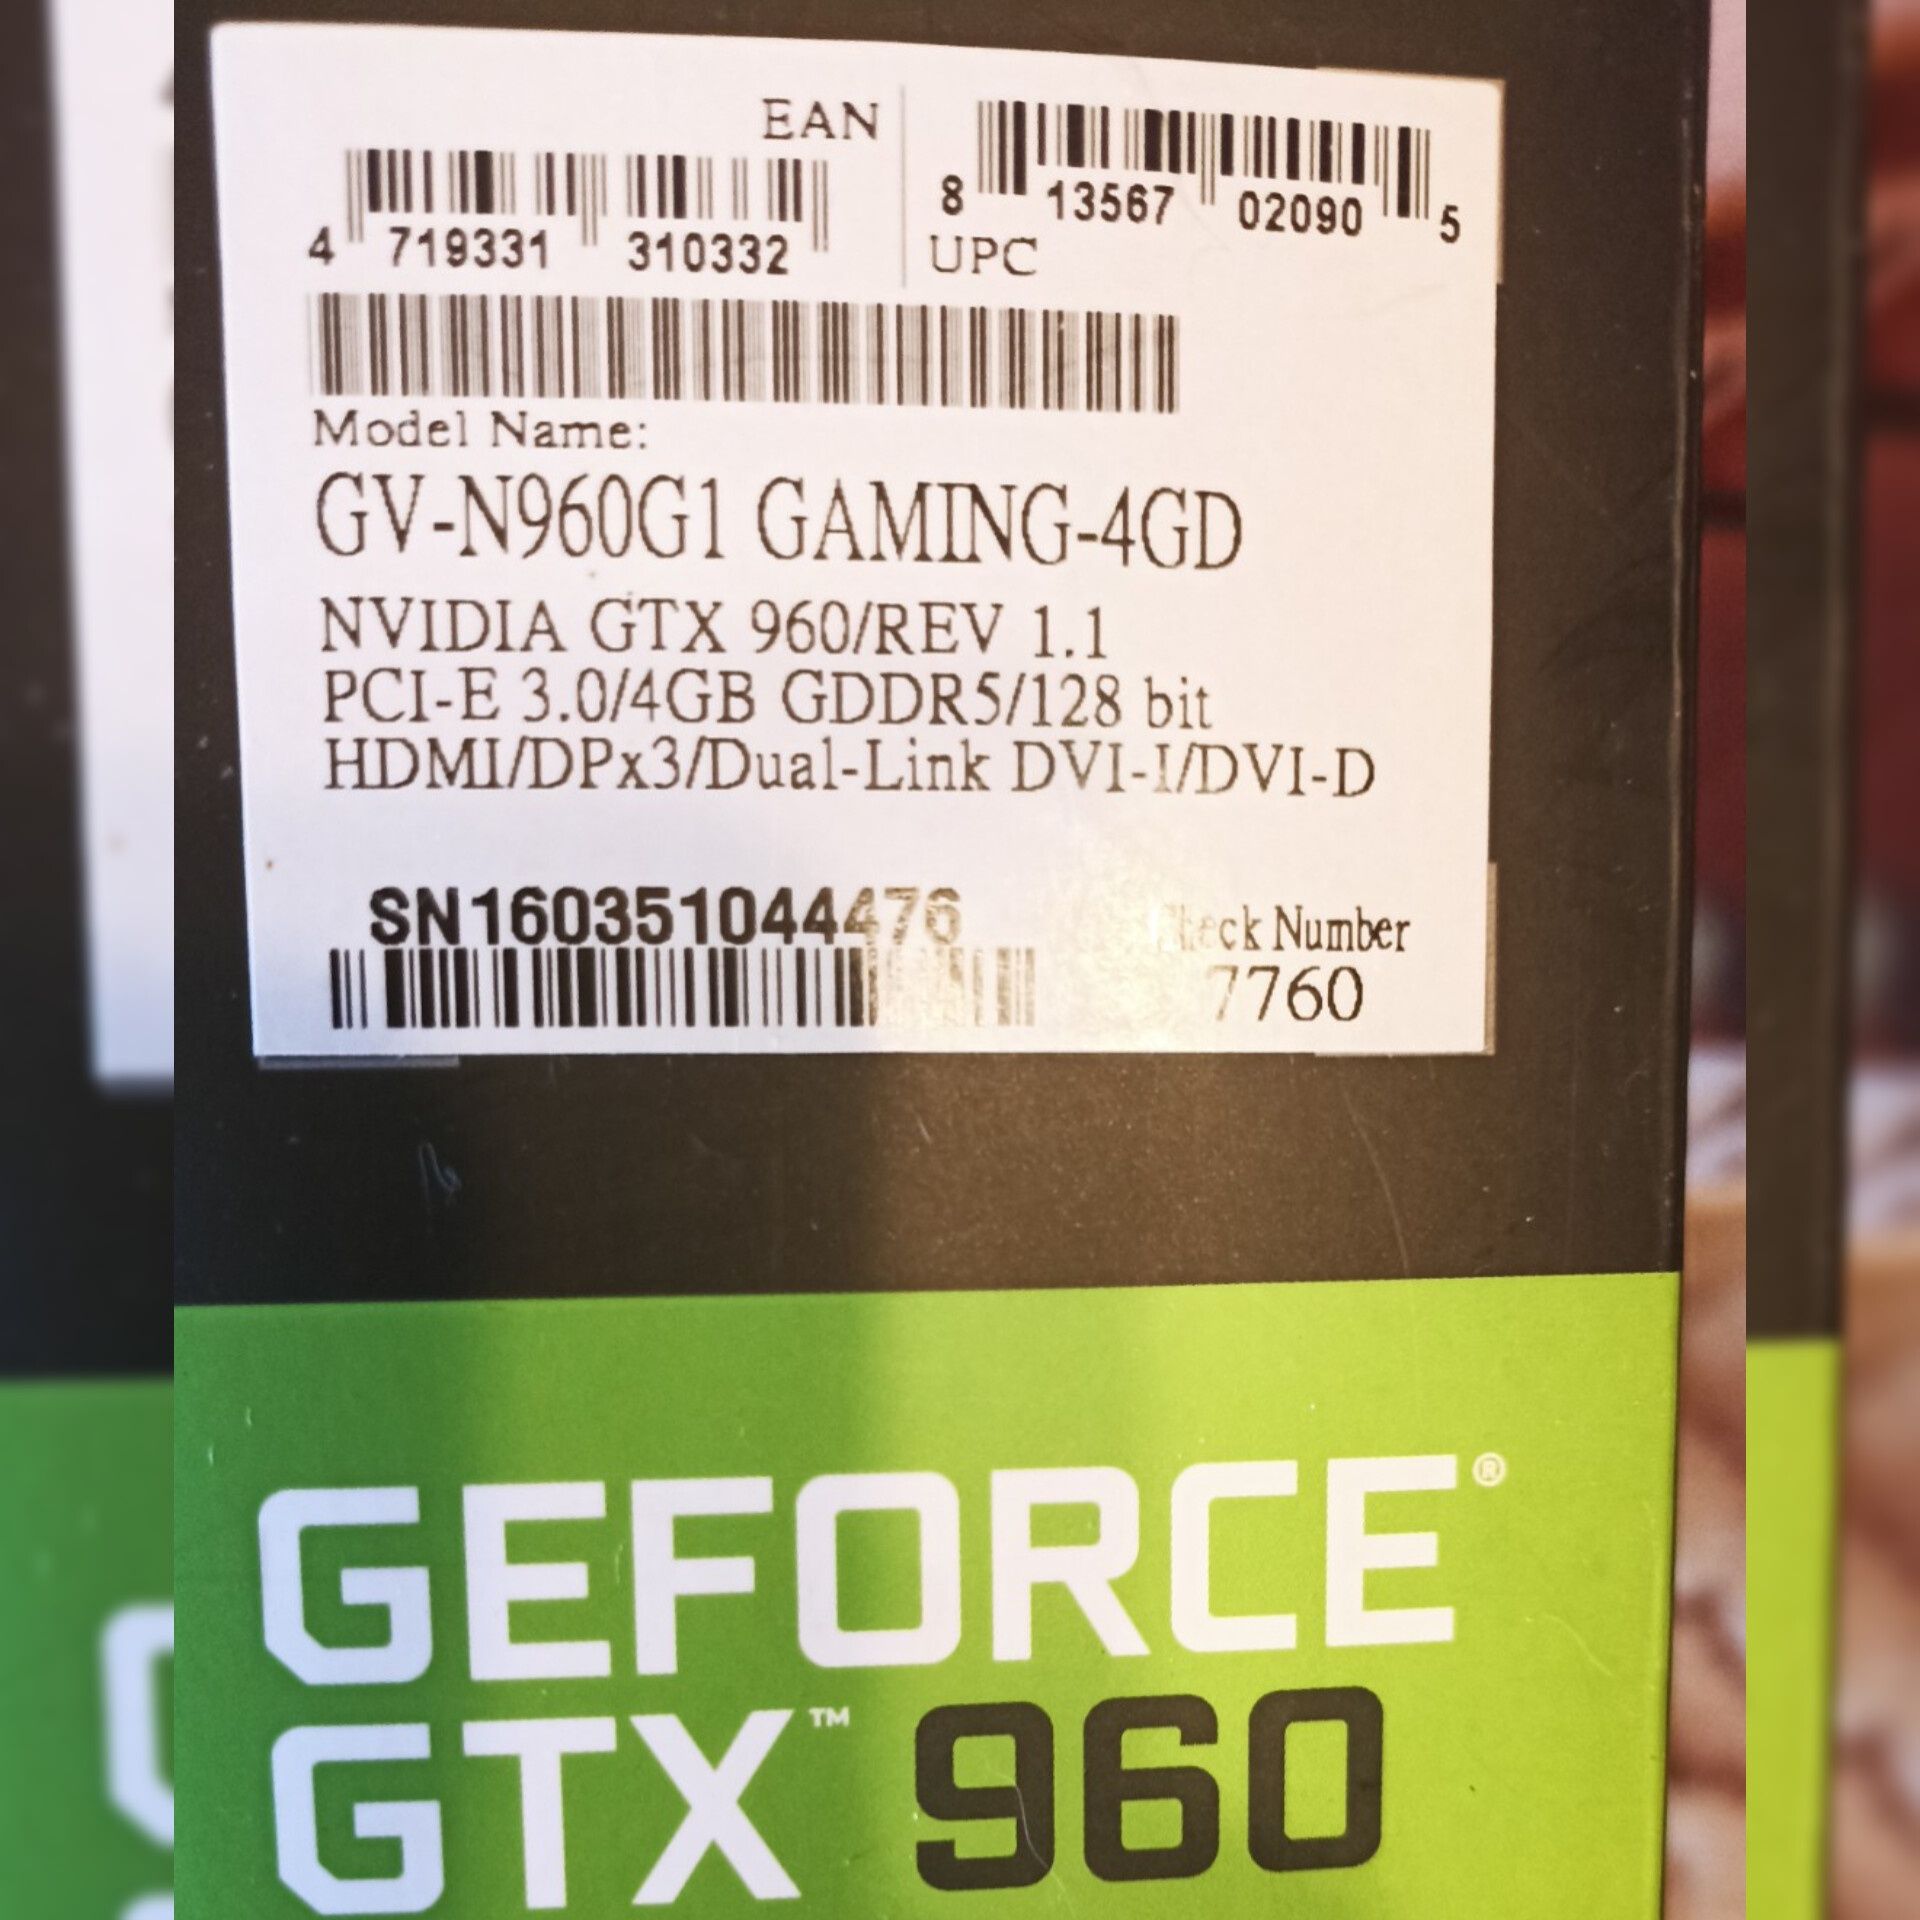 EAN
4 719331 310332
8 13567 02090 5
UPC
Model Name:
GV-N960G1 GAMING-4GD
NVIDIA GTX 960/REV 1.1
PCI-E 3.0/4GB GDDR5/128 bit
HDMI/DPx3/Dual-Link DVI-I/DVI-D
SN160351044476
Check Number
7760
GEFORCE®
GTX™ 960